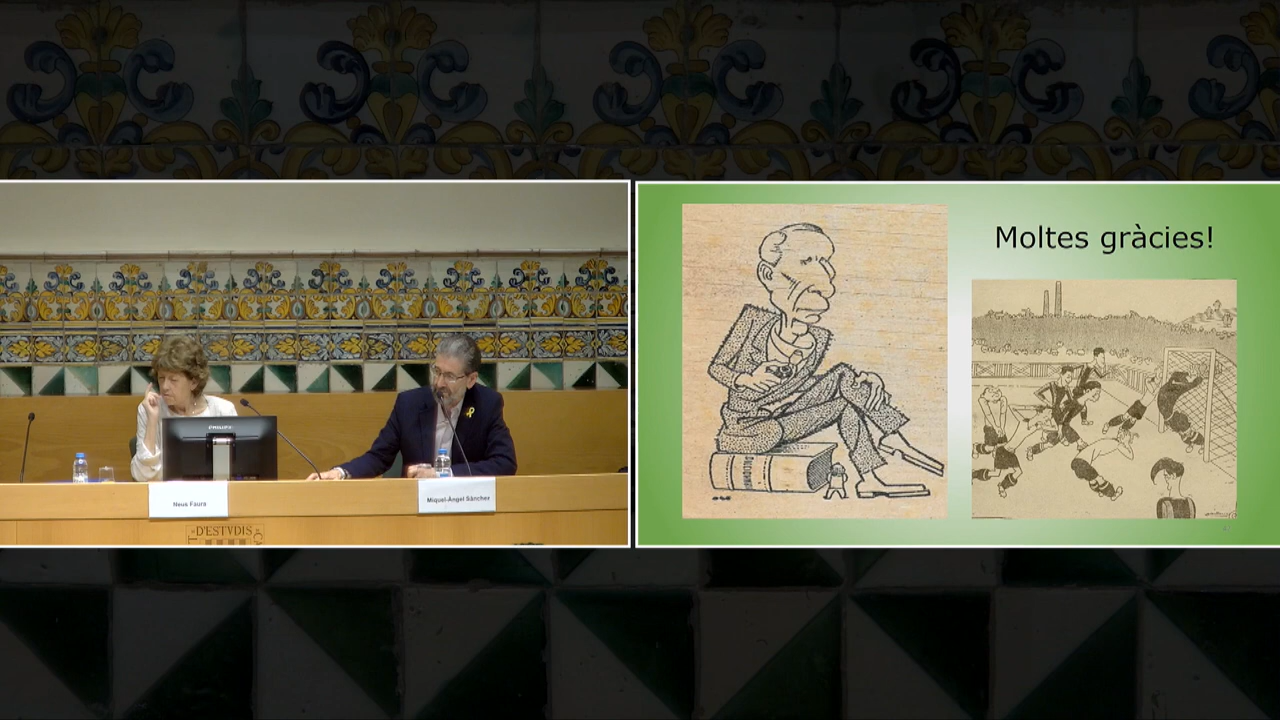 PHILIPS
Neus Faura
Miquel-Àngel Sánchez
D'ESTVDIS
Moltes gràcies!